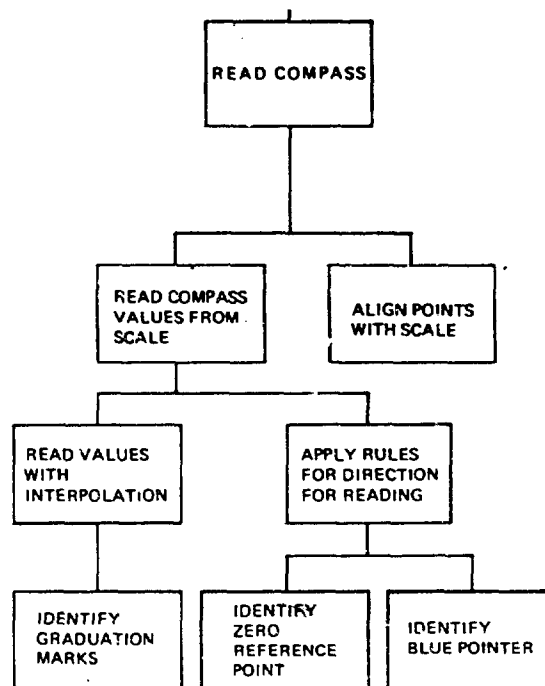 READ COMPASS
READ COMPASS
VALUES FROM
SCALE
ALIGN POINTS
WITH SCALE
READ VALUES
WITH
INTERPOLATION
APPLY RULES
FOR DIRECTION
FOR READING
IDENTIFY
GRADUATION
MARKS
IDENTIFY
ZERO
REFERENCE
POINT
IDENTIFY
BLUE POINTER